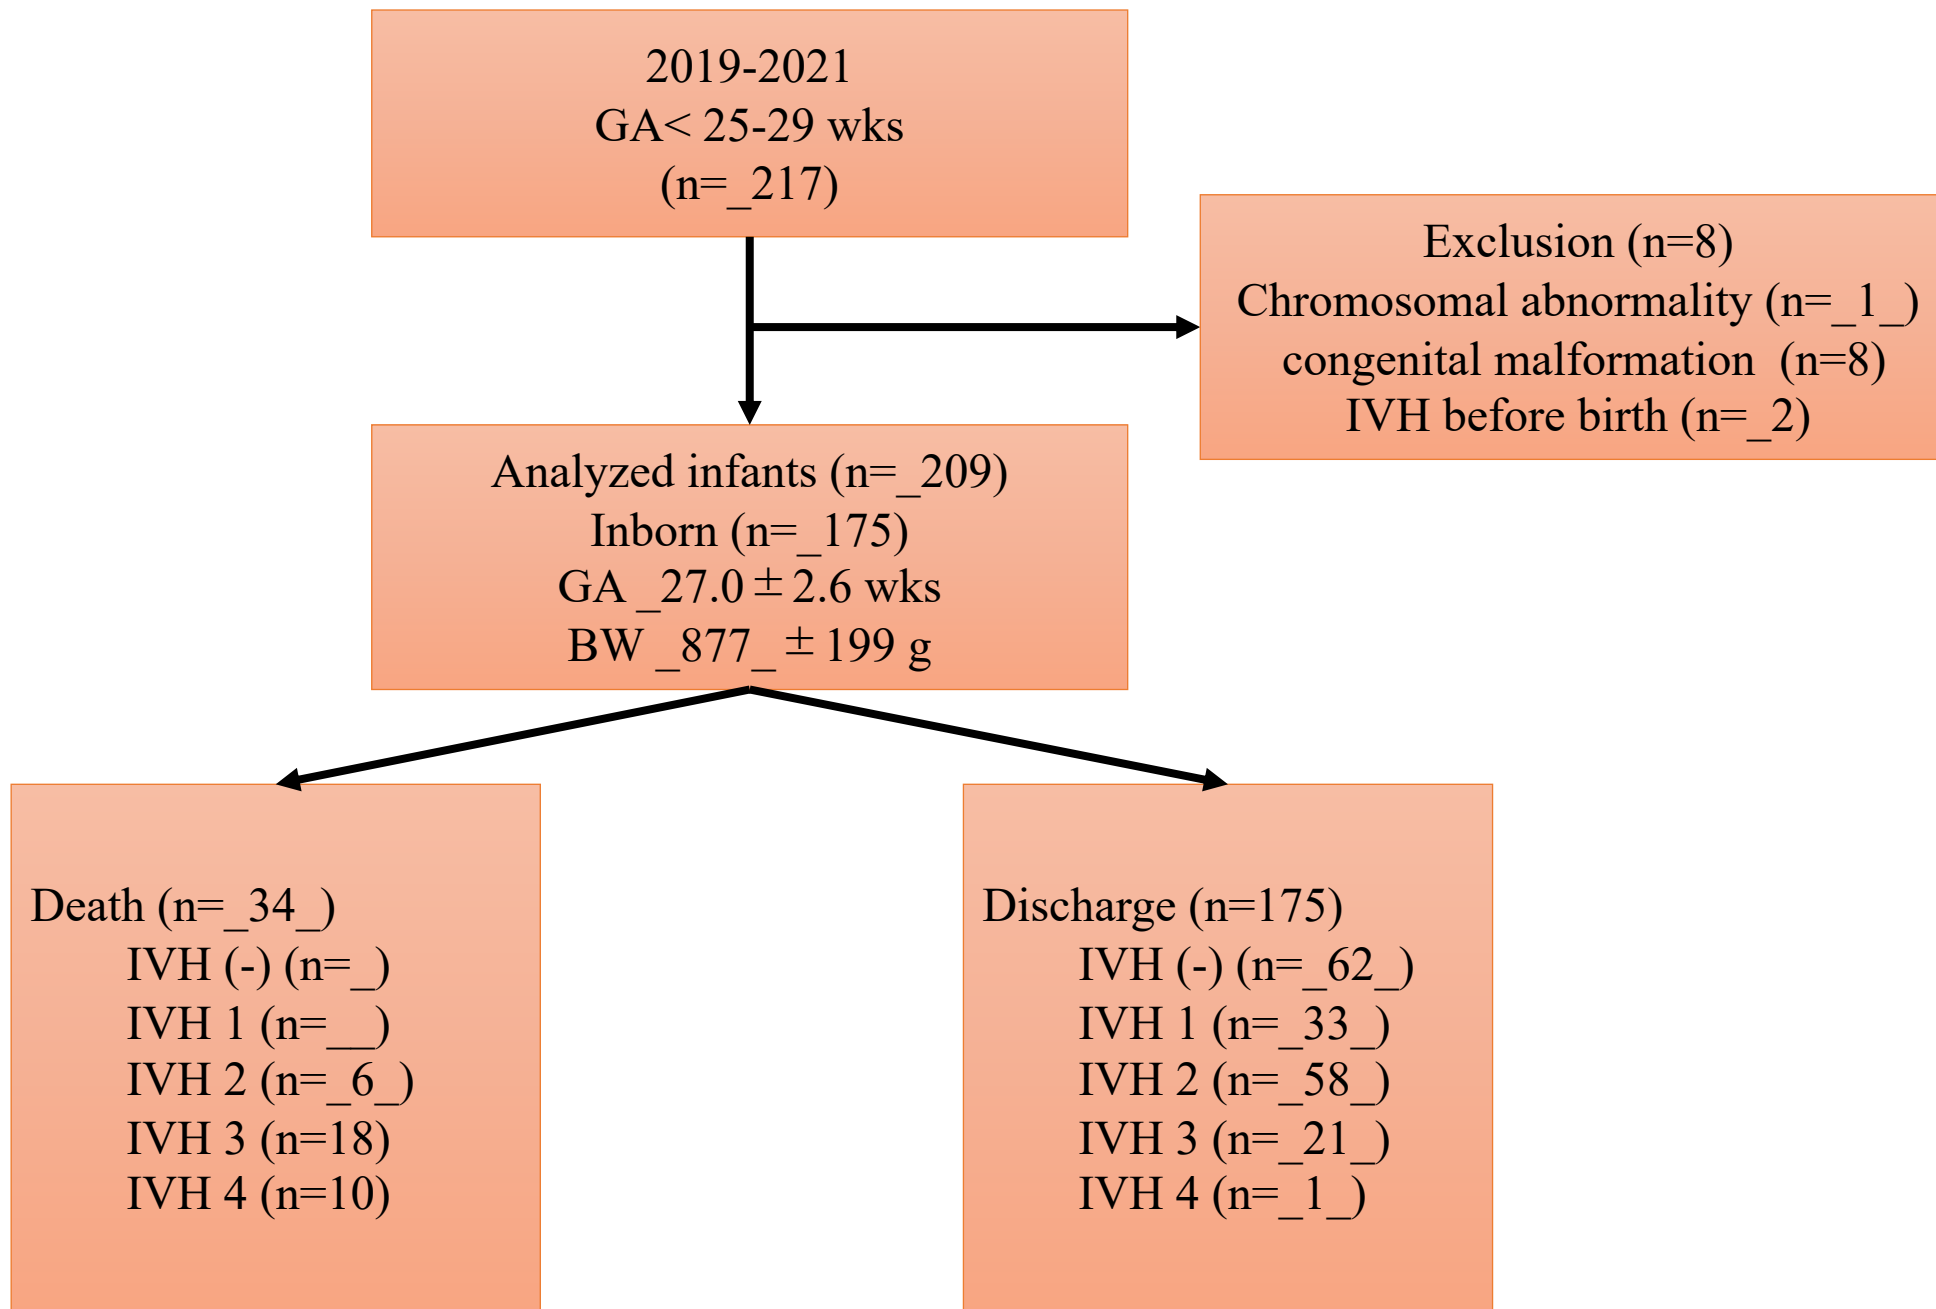 2019-2021
GA< 25-29 wks
(n=_217)
Exclusion (n=8)
Chromosomal abnormality (n=_1_)
congenital malformation  (n=8)
IVH before birth (n=_2)
Analyzed infants (n=_209)
Inborn (n=_175)
GA _27.0 ± 2.6 wks
BW _877_ ± 199 g
Death (n=_34_)
IVH (-) (n=_)
IVH 1 (n=__)
IVH 2 (n=_6_)
IVH 3 (n=18)
IVH 4 (n=10)
Discharge (n=175)
IVH (-) (n=_62_)
IVH 1 (n=_33_)
IVH 2 (n=_58_)
IVH 3 (n=_21_)
IVH 4 (n=_1_)